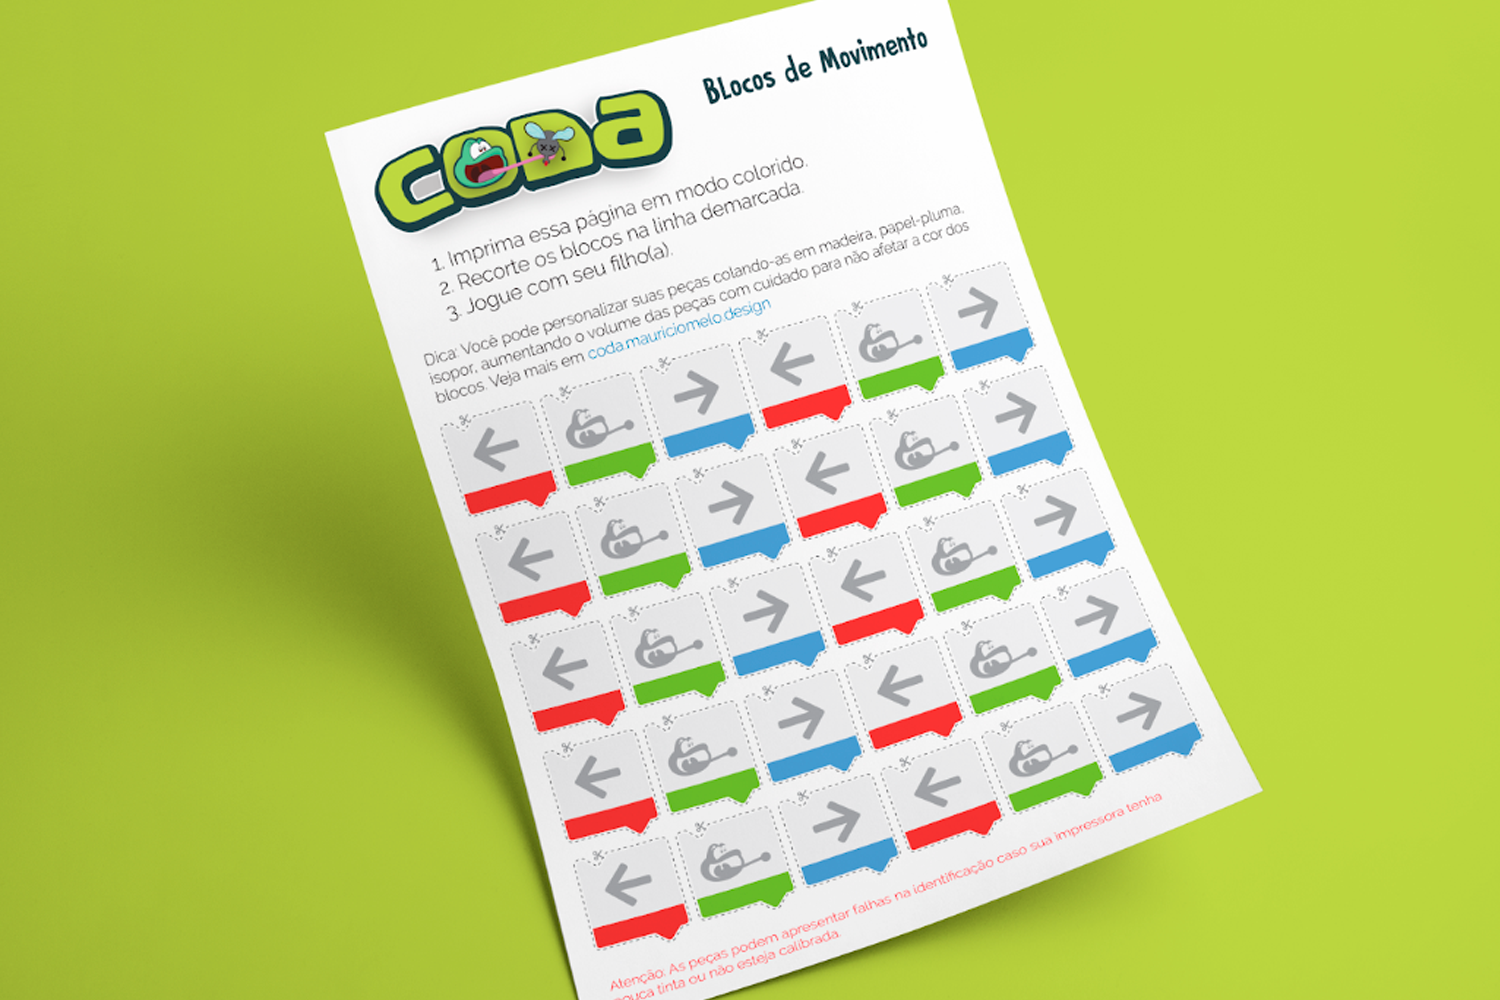 CODA
BLocos de Movimento
1. Imprima essa página em modo colorido.
2. Recorte os blocos na linha demarcada.
3. Jogue com seu filho(a).
Dica: Você pode personalizar suas peças colando-as em madeira, papel-pluma,
isopor, aumentando o volume das peças com cuidado para não afetar a cor dos
blocos. Veja mais em coda.mauriciomelo.design
Atenção: As peças podem apresentar falhas na identificação caso sua impressora tenha
pouca tinta ou não esteja calibrada.